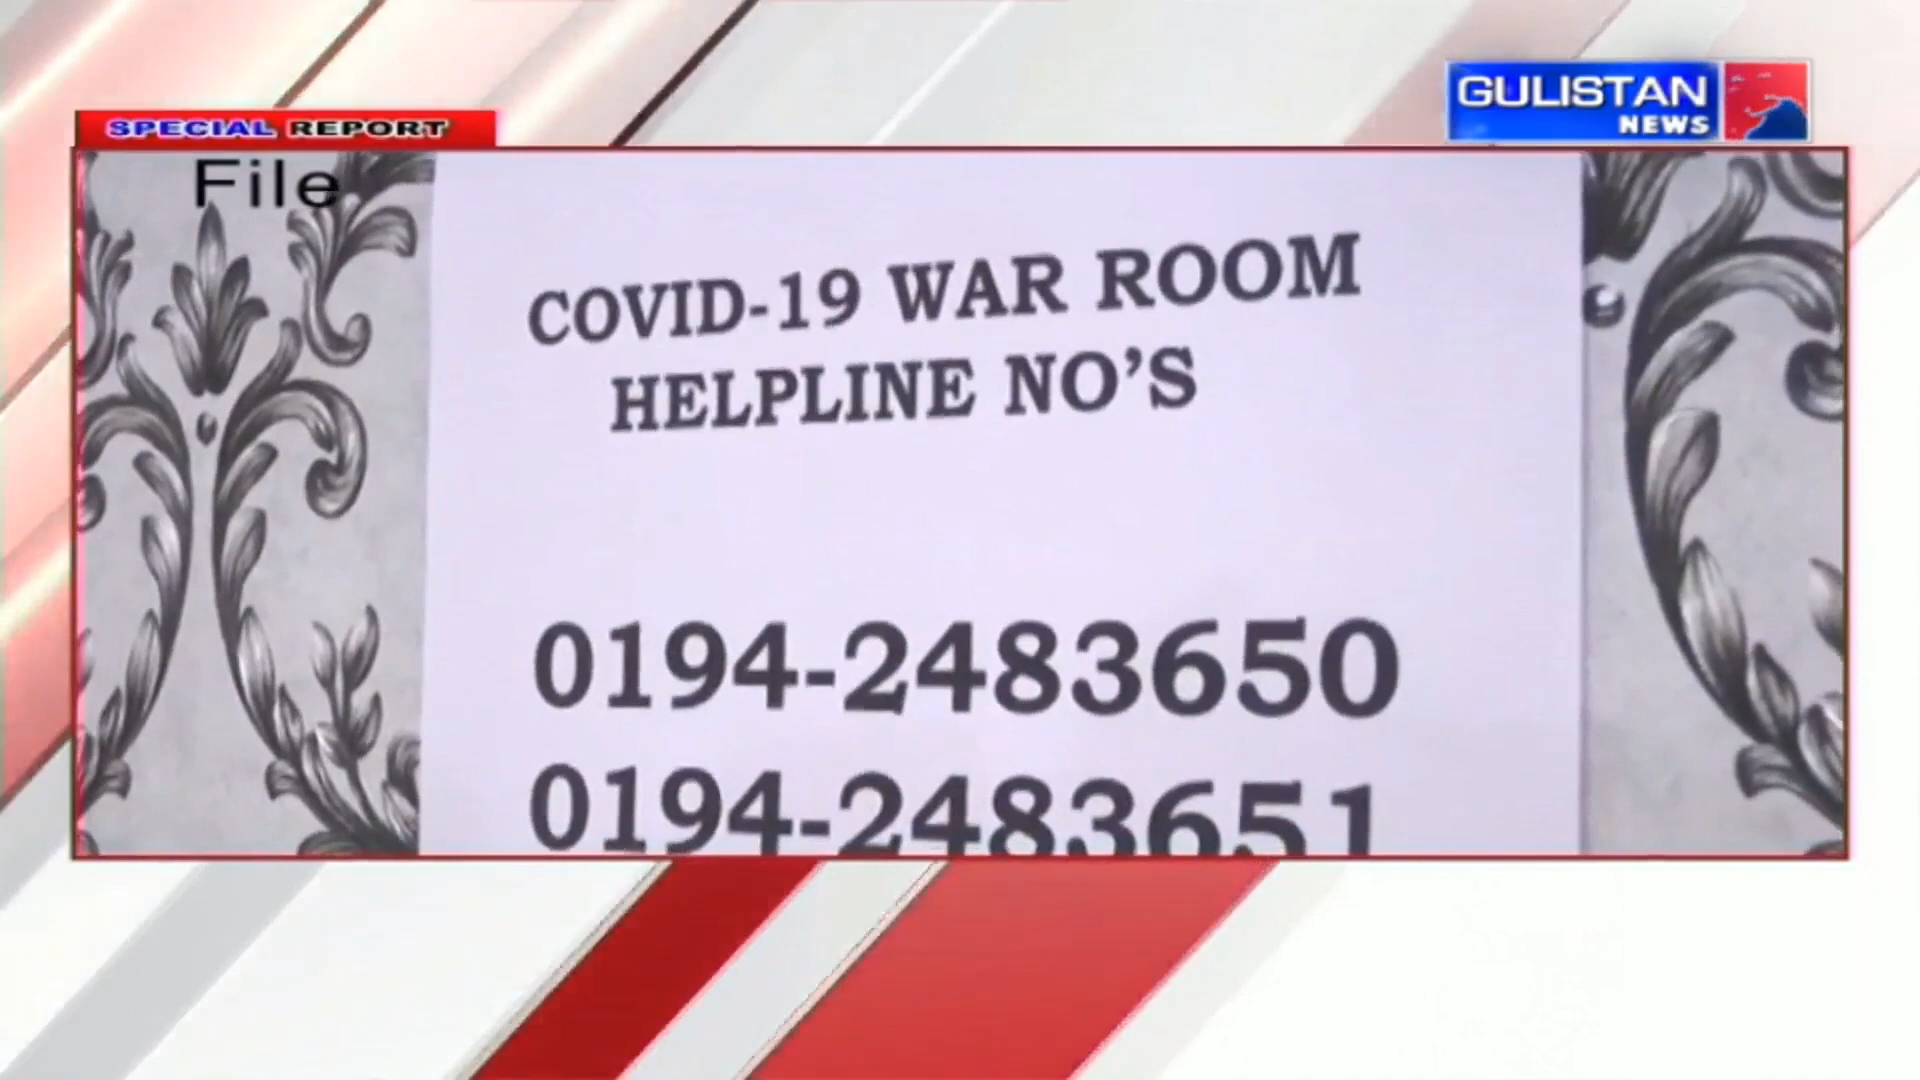 GULISTAN
NEWS
SPECIAL REPORT
File
COVID-19 WAR ROOM
HELPLINE NO'S
0194-2483650
0194-2483651